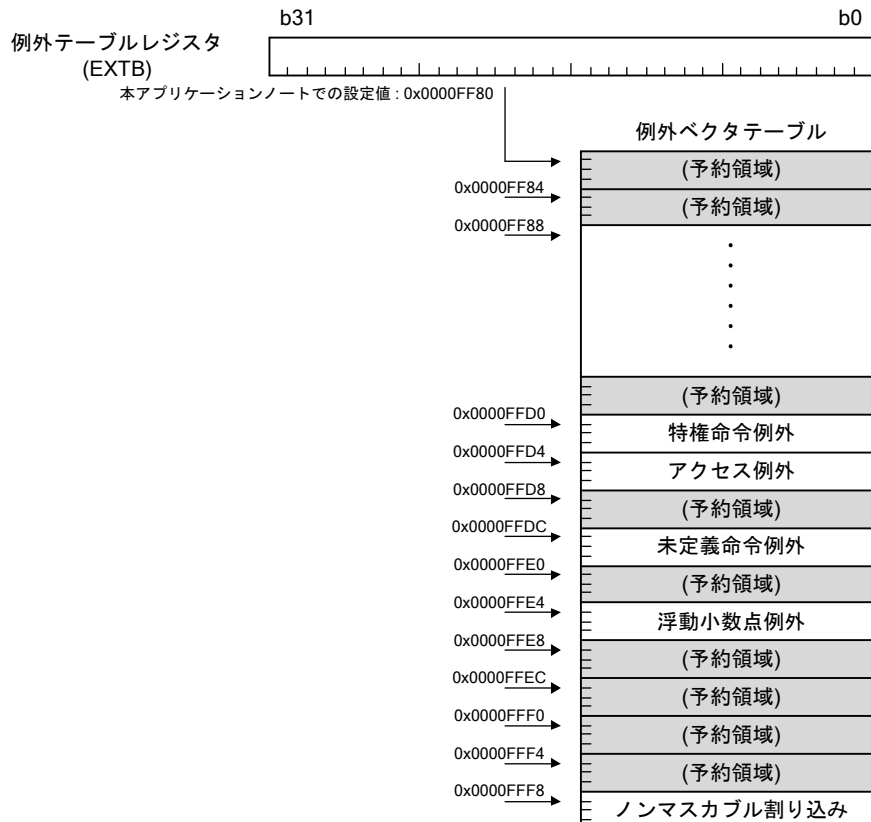 b31 b0
例外テーブルレジスタ
(EXTB)
本アプリケーションノートでの設定値 : 0x0000FF80
例外ベクタテーブル
(予約領域)
0x0000FF84
(予約領域)
0x0000FF88
(予約領域)
0x0000FFD0
特権命令例外
0x0000FFD4
アクセス例外
0x0000FFD8
(予約領域)
0x0000FFDC
未定義命令例外
0x0000FFE0
(予約領域)
0x0000FFE4
浮動小数点例外
0x0000FFE8
(予約領域)
0x0000FFEC
(予約領域)
0x0000FFF0
(予約領域)
0x0000FFF4
(予約領域)
0x0000FFF8
ノンマスカブル割り込み